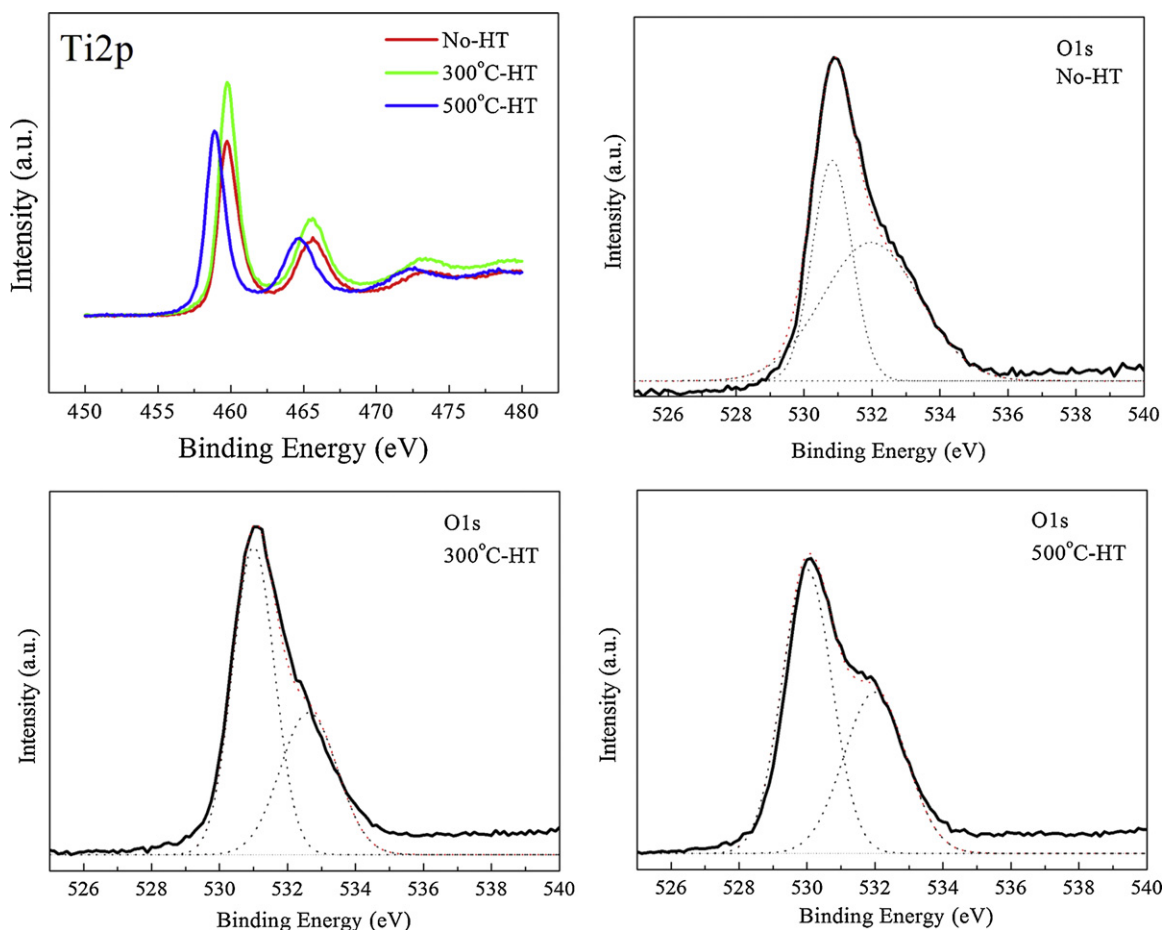 Ti2p
No-HT
300°C-HT
500°C-HT
Intensity (a.u.)
450 455 460 465 470 475 480
Binding Energy (eV)
O1s
No-HT
Intensity (a.u.)
526 528 530 532 534 536 538 540
Binding Energy (eV)
O1s
300°C-HT
Intensity (a.u.)
526 528 530 532 534 536 538 540
Binding Energy (eV)
O1s
500°C-HT
Intensity (a.u.)
526 528 530 532 534 536 538 540
Binding Energy (eV)